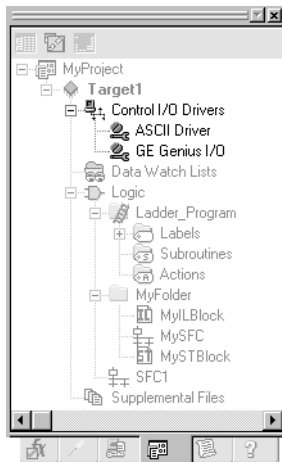 MyProject
Target1
Control I/O Drivers
ASCII Driver
GE Genius I/O
Data Watch Lists
Logic
Ladder_Program
Labels
Subroutines
Actions
MyFolder
MyILBlock
MySFC
MySTBlock
SFC1
Supplemental Files